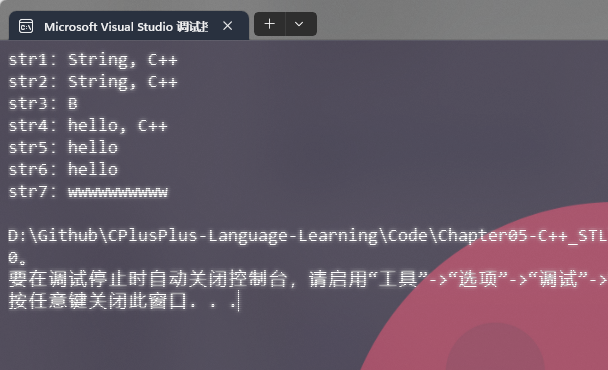 Microsoft Visual Studio 调试
str1: String, C++
str2: String, C++
str3: B
str4: hello, C++
str5: hello
str6: hello
str7: wwwwwwwwww
D:\Github\CPlusPlus-Language-Learning\Code\Chapter05-C++_STL
0。
要在调试停止时自动关闭控制台，请启用“工具”->“选项”->“调试”->
按任意键关闭此窗口. . .